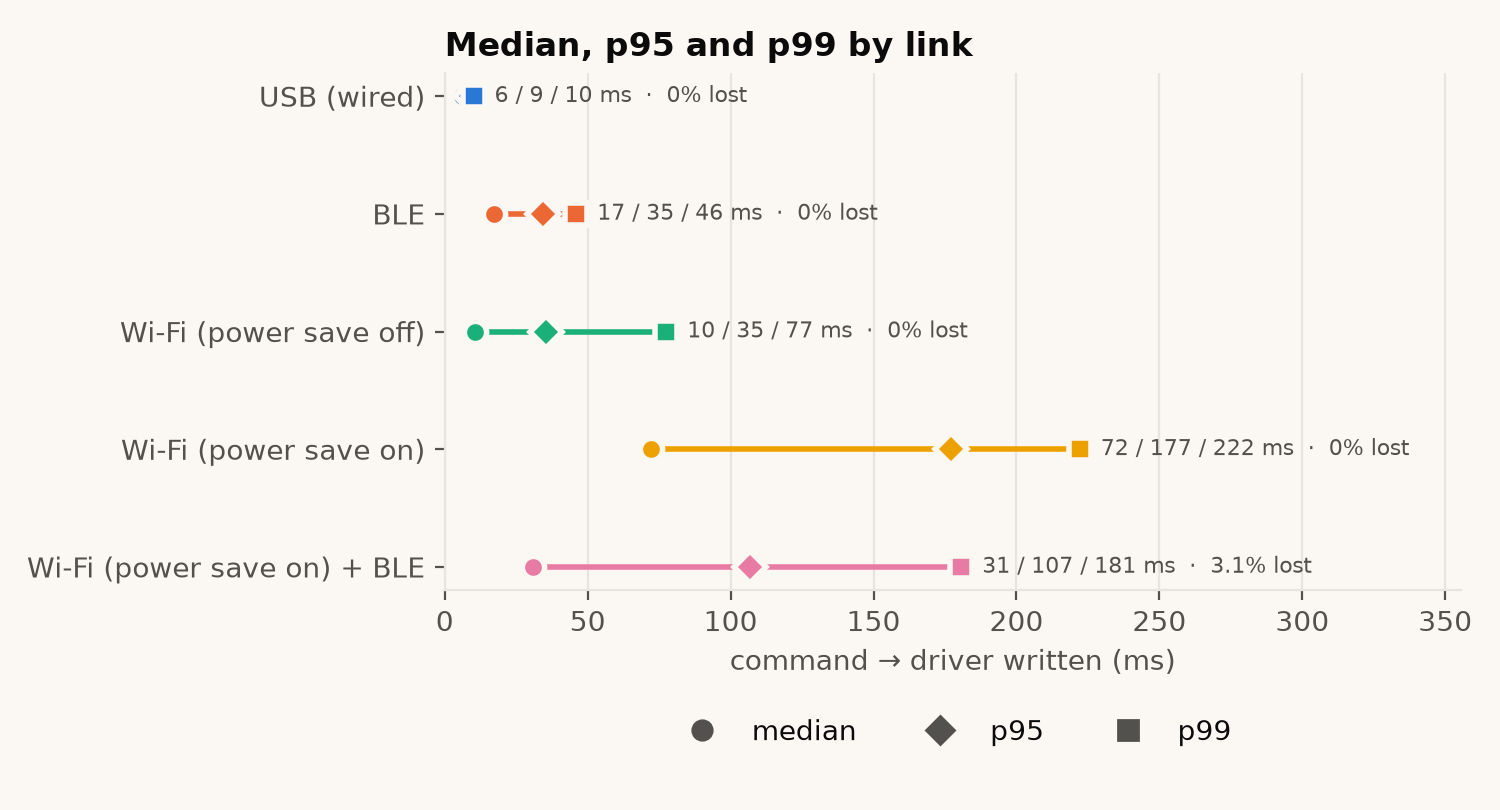 Median, p95 and p99 by link
USB (wired)
6 / 9 / 10 ms · 0% lost
BLE
17 / 35 / 46 ms · 0% lost
Wi-Fi (power save off)
10 / 35 / 77 ms · 0% lost
Wi-Fi (power save on)
72 / 177 / 222 ms · 0% lost
Wi-Fi (power save on) + BLE
31 / 107 / 181 ms · 3.1% lost
0 50 100 150 200 250 300 350
command → driver written (ms)
median p95 p99